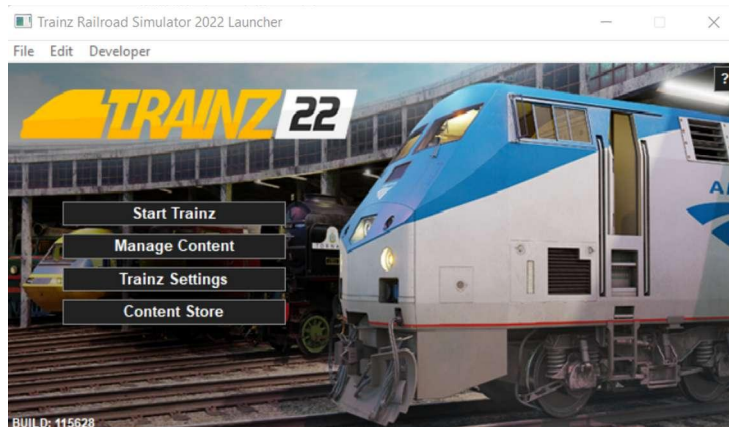 Trainz Railroad Simulator 2022 Launcher
File Edit Developer
?
TRAINZ 22
Start Trainz
Manage Content
Trainz Settings
Content Store
BUILD: 115628